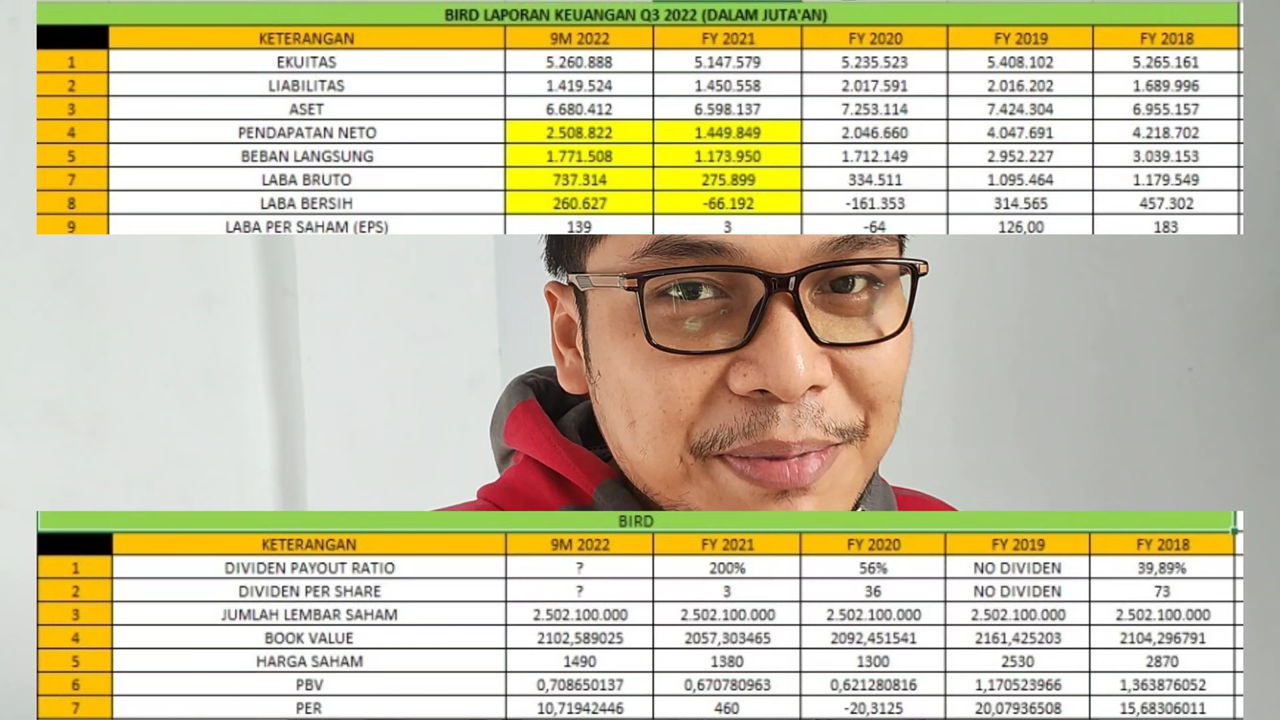 BIRD LAPORAN KEUANGAN Q3 2022 (DALAM JUTA'AN)
KETERANGAN 9M 2022 FY 2021 FY 2020 FY 2019 FY 2018
1 EKUITAS 5.260.888 5.147.579 5.235.523 5.408.102 5.265.161
2 LIABILITAS 1.419.524 1.450.558 2.017.591 2.016.202 1.689.996
3 ASET 6.680.412 6.598.137 7.253.114 7.424.304 6.955.157
4 PENDAPATAN NETO 2.508.822 1.449.849 2.046.660 4.047.691 4.218.702
5 BEBAN LANGSUNG 1.771.508 1.173.950 1.712.149 2.952.227 3.039.153
7 LABA BRUTO 737.314 275.899 334.511 1.095.464 1.179.549
8 LABA BERSIH 260.627 -66.192 -161.353 314.565 457.302
9 LABA PER SAHAM (EPS) 139 3 -64 126,00 183
BIRD
KETERANGAN 9M 2022 FY 2021 FY 2020 FY 2019 FY 2018
1 DIVIDEN PAYOUT RATIO ? 200% 56% NO DIVIDEN 39,89%
2 DIVIDEN PER SHARE ? 3 36 NO DIVIDEN 73
3 JUMLAH LEMBAR SAHAM 2.502.100.000 2.502.100.000 2.502.100.000 2.502.100.000 2.502.100.000
4 BOOK VALUE 2102,589025 2057,303465 2092,451541 2161,425203 2104,296791
5 HARGA SAHAM 1490 1380 1300 2530 2870
6 PBV 0,708650137 0,670780963 0,621280816 1,170523966 1,363876052
7 PER 10,71942446 460 -20,3125 20,07936508 15,68306011